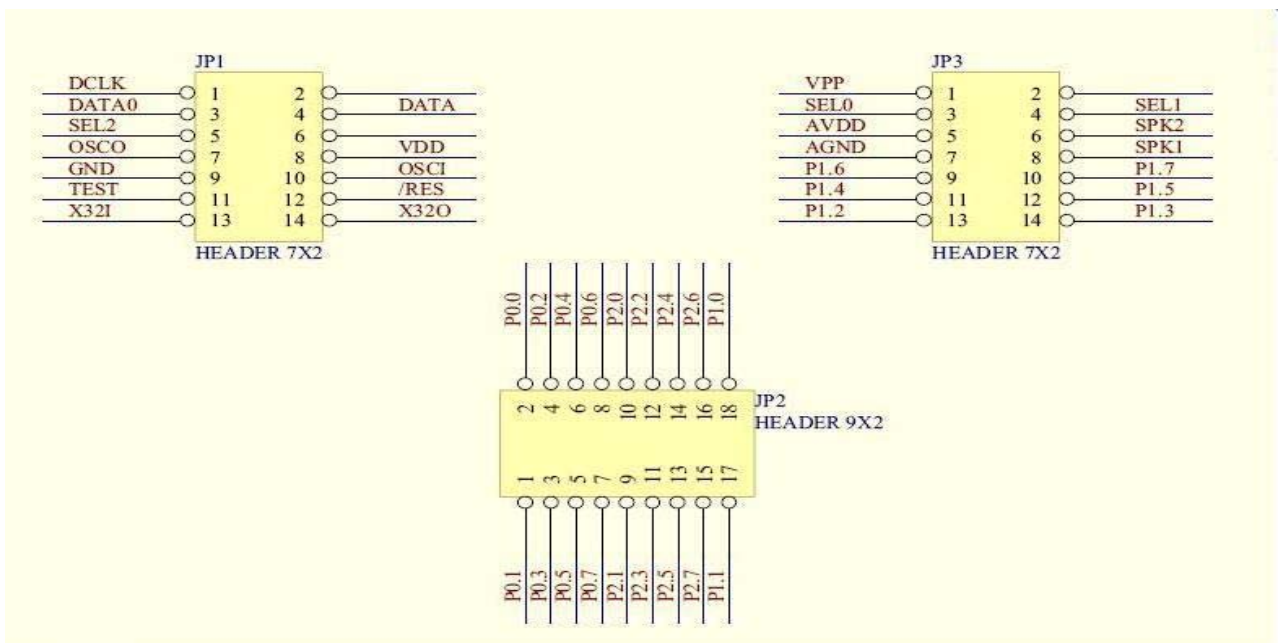 JP1
DCLK 1 2
DATA0 3 4 DATA
SEL2 5 6
OSCO 7 8 VDD
GND 9 10 OSCI
TEST 11 12 /RES
X32I 13 14 X32O
HEADER 7X2
JP3
VPP 1 2
SEL0 3 4 SEL1
AVDD 5 6 SPK2
AGND 7 8 SPK1
P1.6 9 10 P1.7
P1.4 11 12 P1.5
P1.2 13 14 P1.3
HEADER 7X2
P0.0 P0.2 P0.4 P0.6 P2.0 P2.2 P2.4 P2.6 P1.0
2 4 6 8 10 12 14 16 18
JP2
HEADER 9X2
1 3 5 7 9 11 13 15 17
P0.1 P0.3 P0.5 P0.7 P2.1 P2.3 P2.5 P2.7 P1.1